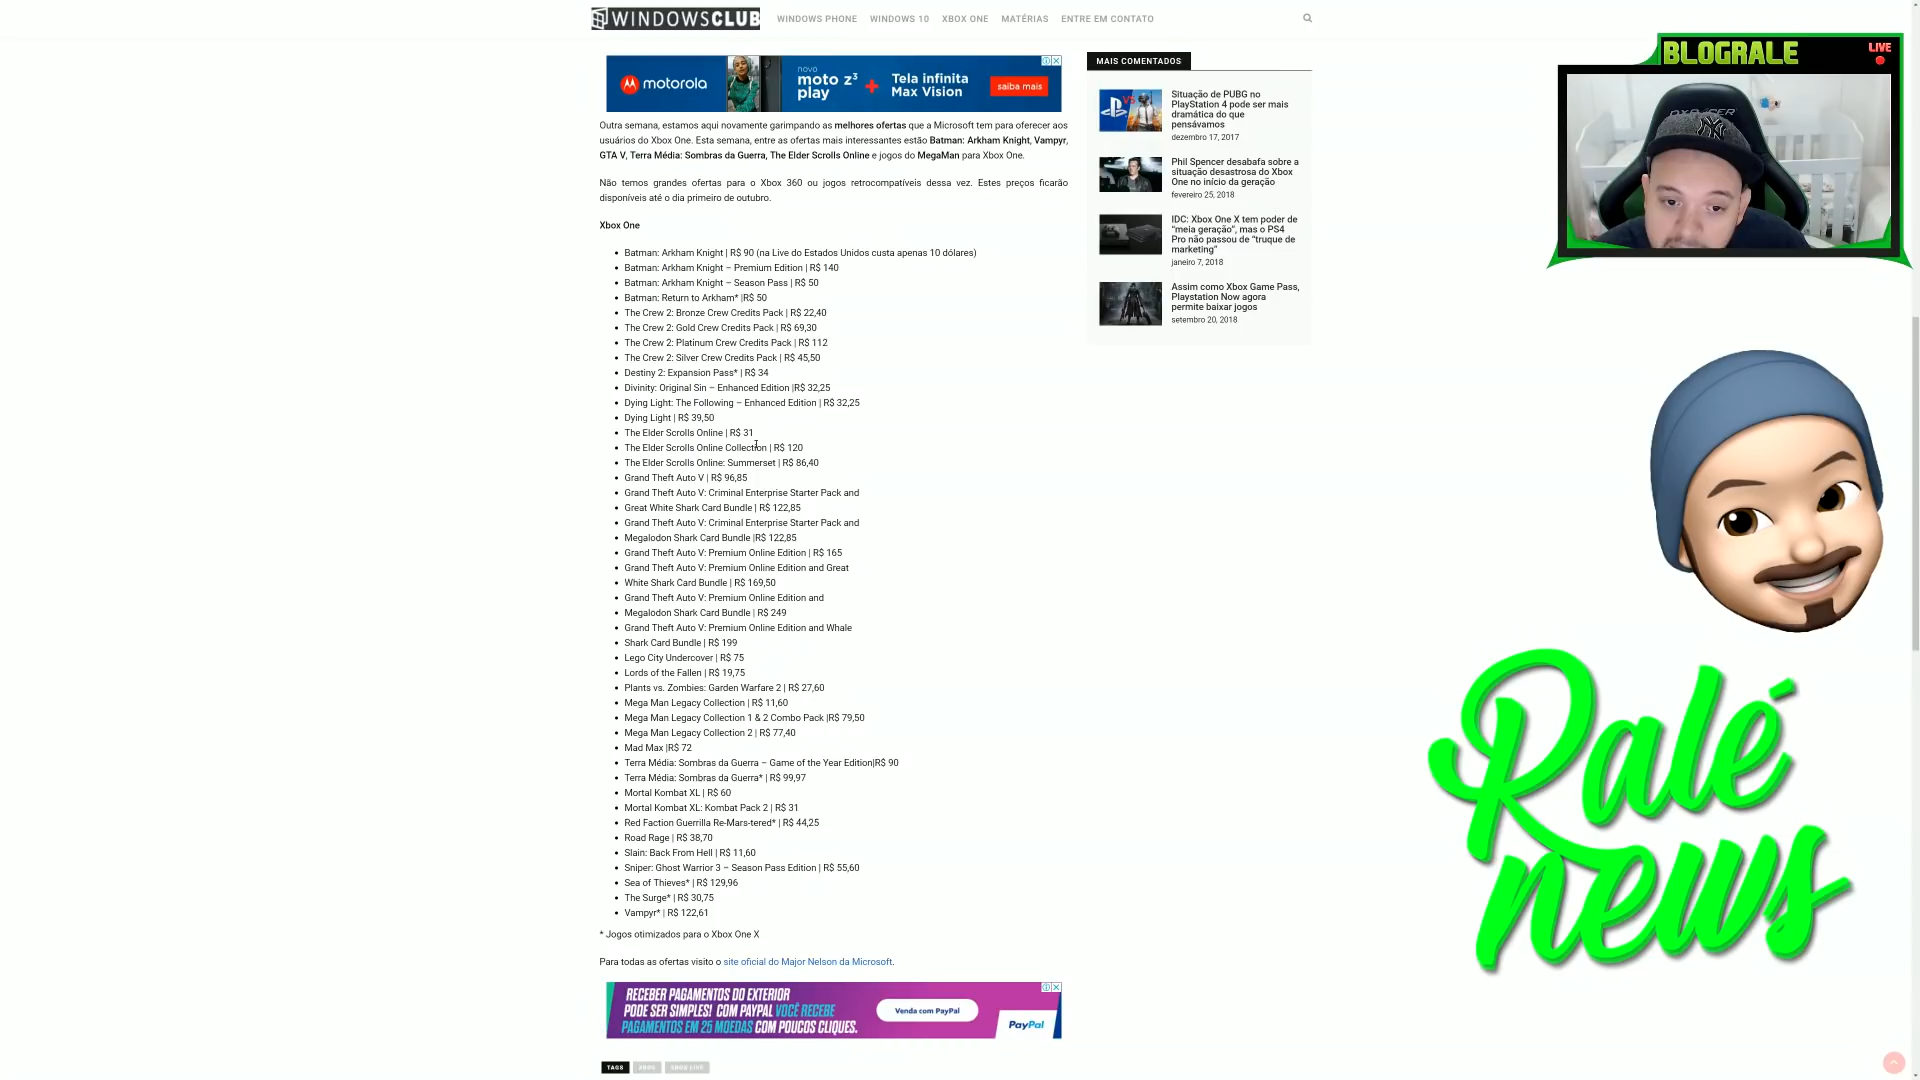 WINDOWSCLUB
WINDOWS PHONE
WINDOWS 10
XBOX ONE
MATÉRIAS
ENTRE EM CONTATO
motorola
novo
moto z³
play
+
Tela infinita
Max Vision
saiba mais
Outra semana, estamos aqui novamente garimpando as melhores ofertas que a Microsoft tem para oferecer aos
usuários do Xbox One. Esta semana, entre as ofertas mais interessantes estão Batman: Arkham Knight, Vampyr,
GTA V, Terra Média: Sombras da Guerra, The Elder Scrolls Online e jogos do MegaMan para Xbox One.
Não temos grandes ofertas para o Xbox 360 ou jogos retrocompatíveis dessa vez. Estes preços ficarão
disponíveis até o dia primeiro de outubro.
Xbox One
Batman: Arkham Knight | R$ 90 (na Live do Estados Unidos custa apenas 10 dólares)
Batman: Arkham Knight – Premium Edition | R$ 140
Batman: Arkham Knight – Season Pass | R$ 50
Batman: Return to Arkham* |R$ 50
The Crew 2: Bronze Crew Credits Pack | R$ 22,40
The Crew 2: Gold Crew Credits Pack | R$ 69,30
The Crew 2: Platinum Crew Credits Pack | R$ 112
The Crew 2: Silver Crew Credits Pack | R$ 45,50
Destiny 2: Expansion Pass* | R$ 34
Divinity: Original Sin – Enhanced Edition |R$ 32,25
Dying Light: The Following – Enhanced Edition | R$ 32,25
Dying Light | R$ 39,50
The Elder Scrolls Online | R$ 31
The Elder Scrolls Online Collection | R$ 120
The Elder Scrolls Online: Summerset | R$ 86,40
Grand Theft Auto V | R$ 96,85
Grand Theft Auto V: Criminal Enterprise Starter Pack and
Great White Shark Card Bundle | R$ 122,85
Grand Theft Auto V: Criminal Enterprise Starter Pack and
Megalodon Shark Card Bundle |R$ 122,85
Grand Theft Auto V: Premium Online Edition | R$ 165
Grand Theft Auto V: Premium Online Edition and Great
White Shark Card Bundle | R$ 169,50
Grand Theft Auto V: Premium Online Edition and
Megalodon Shark Card Bundle | R$ 249
Grand Theft Auto V: Premium Online Edition and Whale
Shark Card Bundle | R$ 199
Lego City Undercover | R$ 75
Lords of the Fallen | R$ 19,75
Plants vs. Zombies: Garden Warfare 2 | R$ 27,60
Mega Man Legacy Collection | R$ 11,60
Mega Man Legacy Collection 1 & 2 Combo Pack |R$ 79,50
Mega Man Legacy Collection 2 | R$ 77,40
Mad Max |R$ 72
Terra Média: Sombras da Guerra – Game of the Year Edition|R$ 90
Terra Média: Sombras da Guerra* | R$ 99,97
Mortal Kombat XL | R$ 60
Mortal Kombat XL: Kombat Pack 2 | R$ 31
Red Faction Guerrilla Re-Mars-tered* | R$ 44,25
Road Rage | R$ 38,70
Slain: Back From Hell | R$ 11,60
Sniper: Ghost Warrior 3 – Season Pass Edition | R$ 55,60
Sea of Thieves* | R$ 129,96
The Surge* | R$ 30,75
Vampyr* | R$ 122,61
* Jogos otimizados para o Xbox One X
Para todas as ofertas visito o site oficial do Major Nelson da Microsoft.
RECEBER PAGAMENTOS DO EXTERIOR
PODE SER SIMPLES! COM PAYPAL VOCÊ RECEBE
PAGAMENTOS EM 25 MOEDAS COM POUCOS CLIQUES.
Venda com PayPal
PayPal
TAGS
XBOX
XBOX LIVE
MAIS COMENTADOS
Situação de PUBG no
PlayStation 4 pode ser mais
dramática do que
pensávamos
dezembro 17, 2017
Phil Spencer desabafa sobre a
situação desastrosa do Xbox
One no início da geração
fevereiro 25, 2018
IDC: Xbox One X tem poder de
"meia geração", mas o PS4
Pro não passou de "truque de
marketing"
janeiro 7, 2018
Assim como Xbox Game Pass,
Playstation Now agora
permite baixar jogos
setembro 20, 2018
BLOGRALE
LIVE
Ralé
news